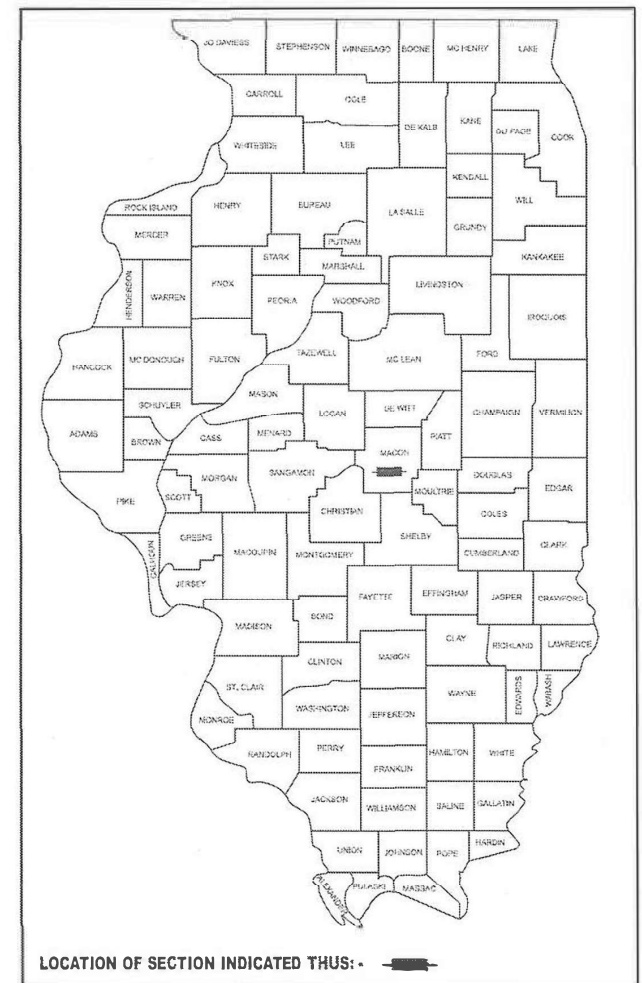 JO DAVIESS STEPHENSON WINNEBAGO BOONE MC HENRY LAKE
CARROLL OGLE DE KALB KANE DU PAGE COOK
WHITESIDE LEE KENDALL WILL
ROCK ISLAND HENRY BUREAU LA SALLE GRUNDY
MERCER PUTNAM KANKAKEE
STARK MARSHALL
HENDERSON WARREN KNOX PEORIA WOODFORD LIVINGSTON IROQUOIS
HANCOCK MC DONOUGH FULTON TAZEWELL MC LEAN FORD
SCHUYLER MASON LOGAN DE WITT CHAMPAIGN VERMILION
ADAMS BROWN CASS MENARD MACON PIATT
PIKE SCOTT MORGAN SANGAMON CHRISTIAN MOULTRIE DOUGLAS EDGAR
COLES
CALHOUN GREENE MACOUPIN MONTGOMERY SHELBY CUMBERLAND CLARK
JERSEY FAYETTE EFFINGHAM JASPER CRAWFORD
MADISON BOND CLAY RICHLAND LAWRENCE
CLINTON MARION
ST. CLAIR WASHINGTON JEFFERSON WAYNE EDWARDS WABASH
MONROE
RANDOLPH PERRY HAMILTON WHITE
FRANKLIN
JACKSON WILLIAMSON SALINE GALLATIN
UNION JOHNSON POPE HARDIN
ALEXANDER PULASKI MASSAC
LOCATION OF SECTION INDICATED THUS: -